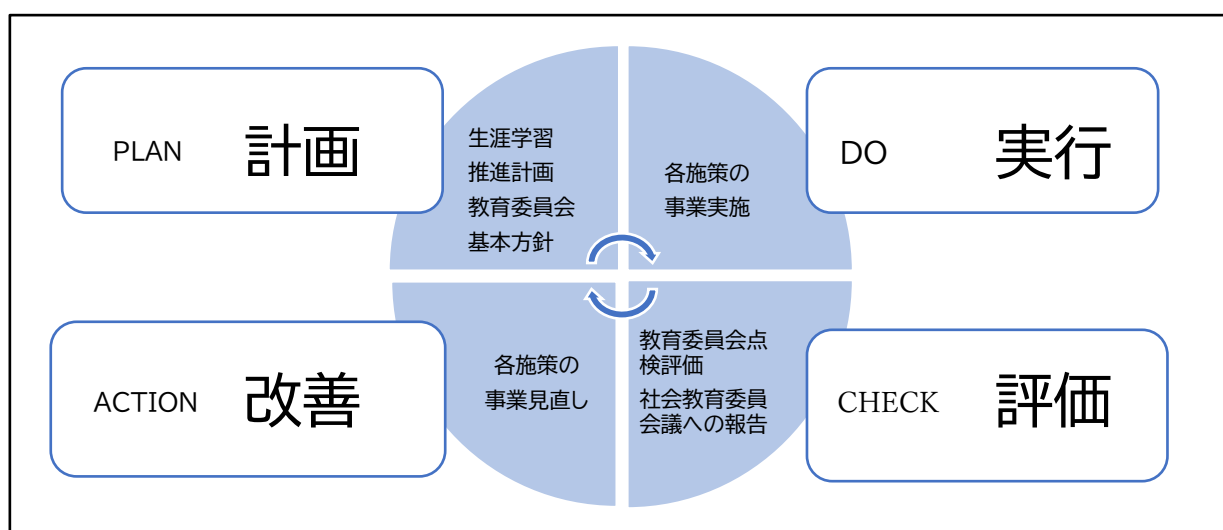 PLAN 計画
生涯学習
推進計画
教育委員会
基本方針
各施策の
事業実施
DO 実行
ACTION 改善
各施策の
事業見直し
教育委員会点
検評価
社会教育委員
会議への報告
CHECK 評価